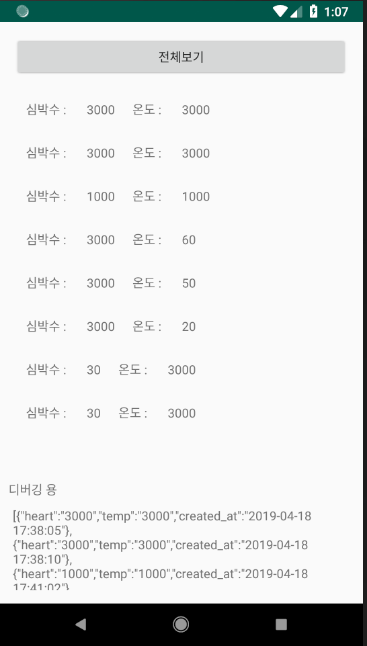 1:07
전체보기
심박수 : 3000 온도 : 3000
심박수 : 3000 온도 : 3000
심박수 : 1000 온도 : 1000
심박수 : 3000 온도 : 60
심박수 : 3000 온도 : 50
심박수 : 3000 온도 : 20
심박수 : 30 온도 : 3000
심박수 : 30 온도 : 3000
디버깅 용
[{"heart":"3000","temp":"3000","created_at":"2019-04-18
17:38:05"},
{"heart":"3000","temp":"3000","created_at":"2019-04-18
17:38:10"},
{"heart":"1000","temp":"1000","created_at":"2019-04-18
17:41:02"}